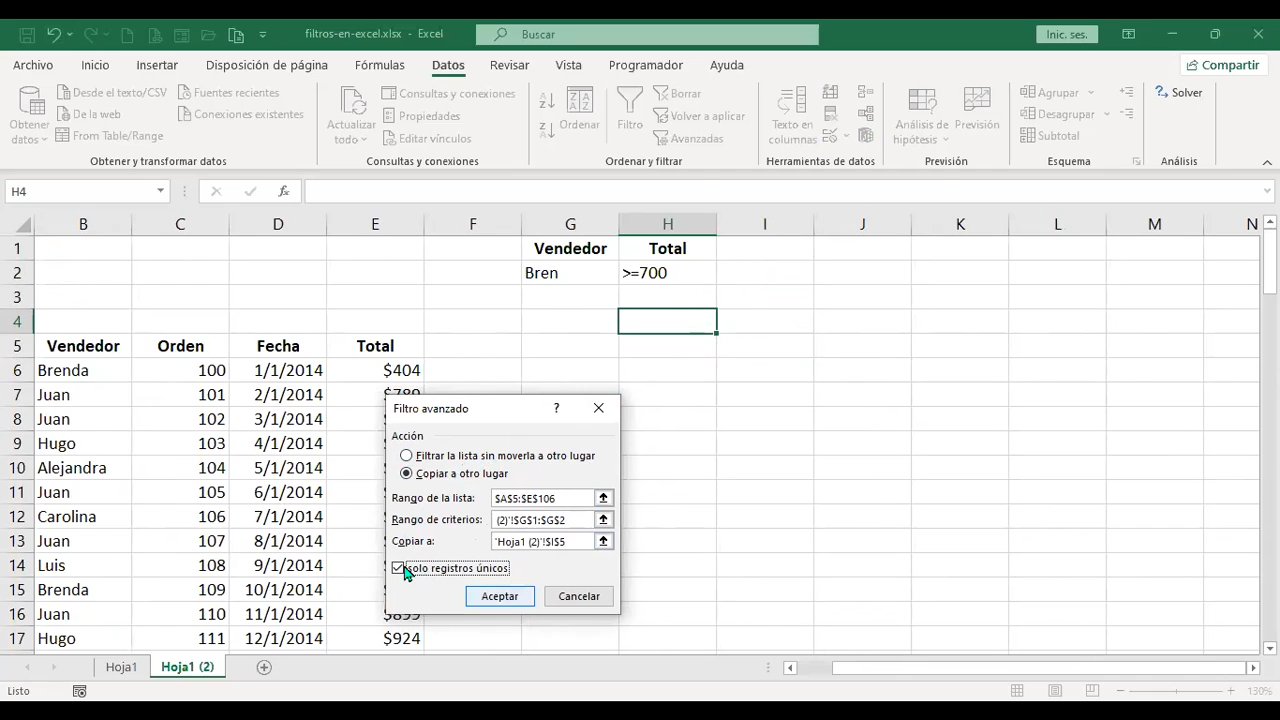 filtros-en-excel.xlsx - Excel
Buscar
Inic. ses.
Archivo Inicio Insertar Disposición de página Fórmulas Datos Revisar Vista Programador Ayuda Compartir
Obtener datos
Desde el texto/CSV
De la web
From Table/Range
Fuentes recientes
Conexiones existentes
Obtener y transformar datos
Actualizar todo
Consultas y conexiones
Propiedades
Editar vínculos
Consultas y conexiones
Ordenar
Filtro
Borrar
Volver a aplicar
Avanzadas
Ordenar y filtrar
Texto en columnas
Herramientas de datos
Análisis de hipótesis
Previsión
Previsión
Agrupar
Desagrupar
Subtotal
Esquema
Solver
Análisis
H4
fx
B C D E F G H I J K L M N
1 Vendedor Total
2 Bren >=700
3
4
5 Vendedor Orden Fecha Total
6 Brenda 100 1/1/2014 $404
7 Juan 101 2/1/2014 $789
8 Juan 102 3/1/2014
9 Hugo 103 4/1/2014
10 Alejandra 104 5/1/2014
11 Juan 105 6/1/2014
12 Carolina 106 7/1/2014
13 Juan 107 8/1/2014
14 Luis 108 9/1/2014
15 Brenda 109 10/1/2014
16 Juan 110 11/1/2014 $899
17 Hugo 111 12/1/2014 $924
Filtro avanzado ?
Acción
Filtrar la lista sin moverla a otro lugar
Copiar a otro lugar
Rango de la lista: $A$5:$E$106
Rango de criterios: (2)'!$G$1:$G$2
Copiar a: 'Hoja1 (2)'!$I$5
Sólo registros únicos
Aceptar Cancelar
Hoja1 Hoja1 (2)
Listo
130%